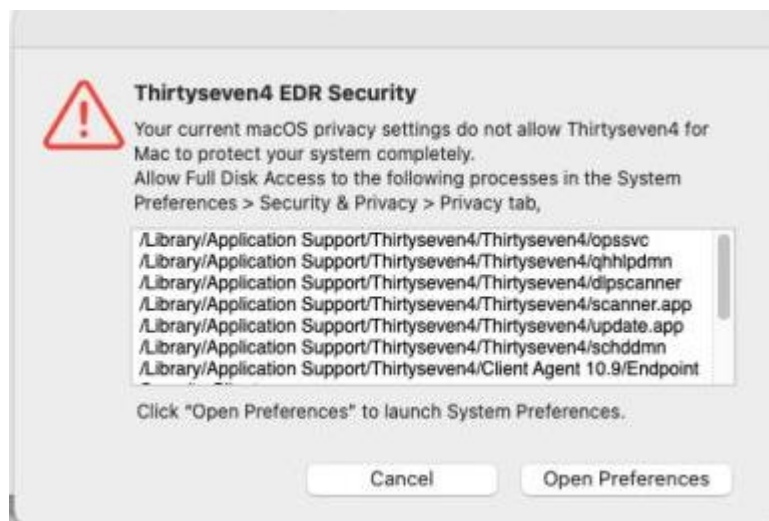 Thirtyseven4 EDR Security
Your current macOS privacy settings do not allow Thirtyseven4 for
Mac to protect your system completely.
Allow Full Disk Access to the following processes in the System
Preferences > Security & Privacy > Privacy tab,
/Library/Application Support/Thirtyseven4/Thirtyseven4/opssvc
/Library/Application Support/Thirtyseven4/Thirtyseven4/qhhlpdmn
/Library/Application Support/Thirtyseven4/Thirtyseven4/dlpscanner
/Library/Application Support/Thirtyseven4/Thirtyseven4/scanner.app
/Library/Application Support/Thirtyseven4/Thirtyseven4/update.app
/Library/Application Support/Thirtyseven4/Thirtyseven4/schddmn
/Library/Application Support/Thirtyseven4/Client Agent 10.9/Endpoint
Click "Open Preferences" to launch System Preferences.
Cancel
Open Preferences